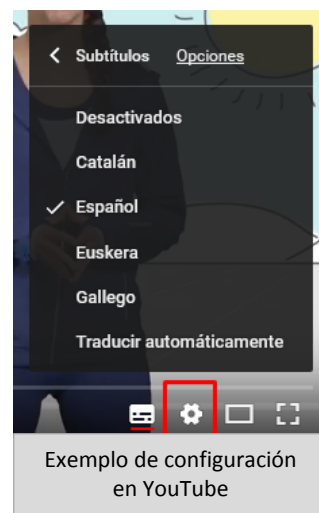 Subtítulos Opciones
Desactivados
Catalán
Español
Euskera
Gallego
Traducir automáticamente
Exemplo de configuración
en YouTube